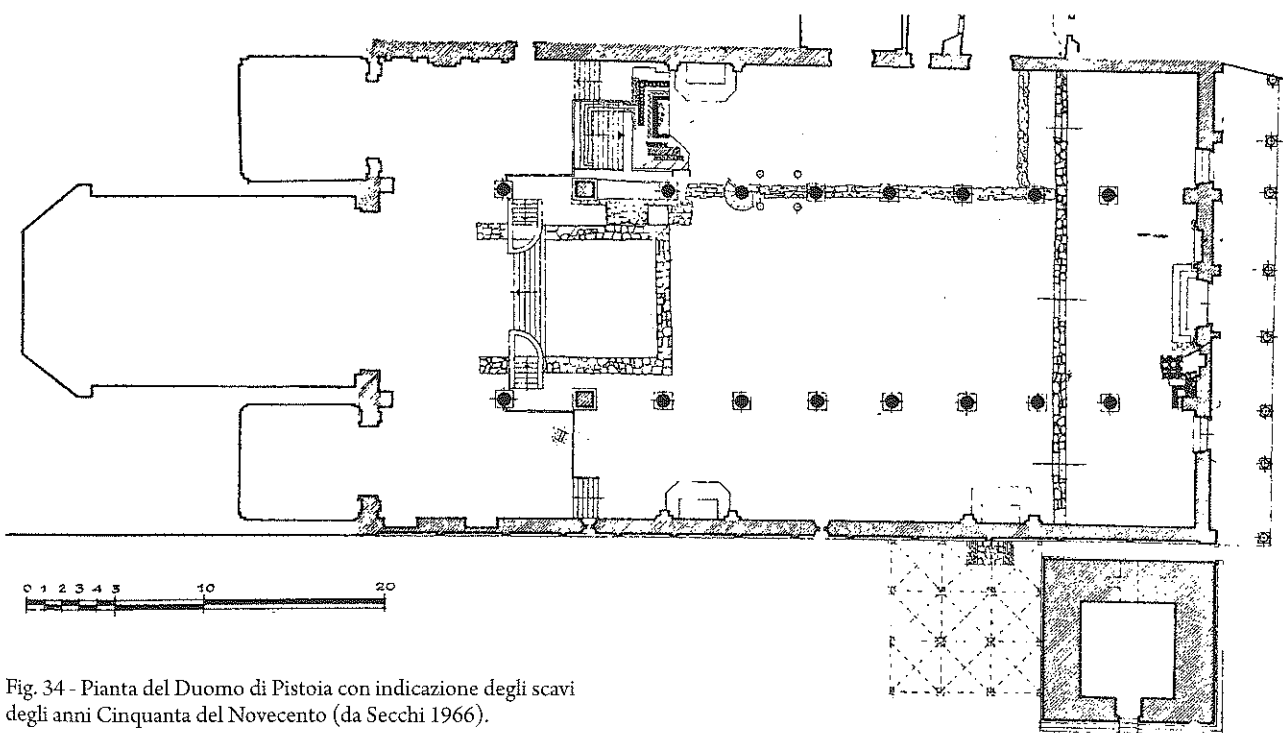 0 1 2 3 4 5 10 20
Fig. 34 - Pianta del Duomo di Pistoia con indicazione degli scavi
degli anni Cinquanta del Novecento (da Secchi 1966).